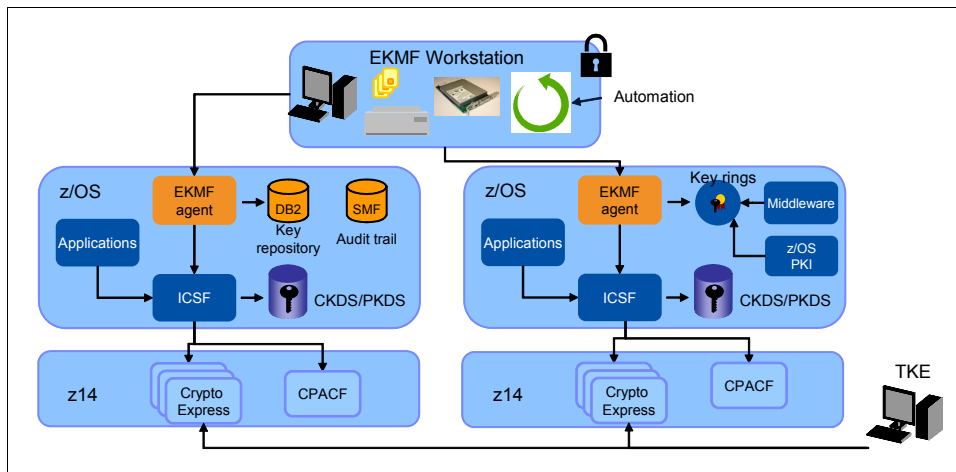 EKMF Workstation
Automation
z/OS
EKMF
agent
DB2
Key
repository
SMF
Audit trail
Applications
ICSF
CKDS/PKDS
z/OS
EKMF
agent
Key rings
Middleware
z/OS
PKI
Applications
ICSF
CKDS/PKDS
z14
Crypto
Express
CPACF
z14
Crypto
Express
CPACF
TKE